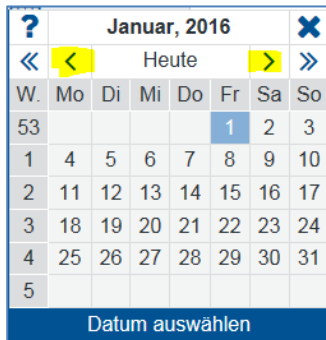 ? Januar, 2016 ×
« < Heute > »
W. Mo Di Mi Do Fr Sa So
53 1 2 3
1 4 5 6 7 8 9 10
2 11 12 13 14 15 16 17
3 18 19 20 21 22 23 24
4 25 26 27 28 29 30 31
5
Datum auswählen